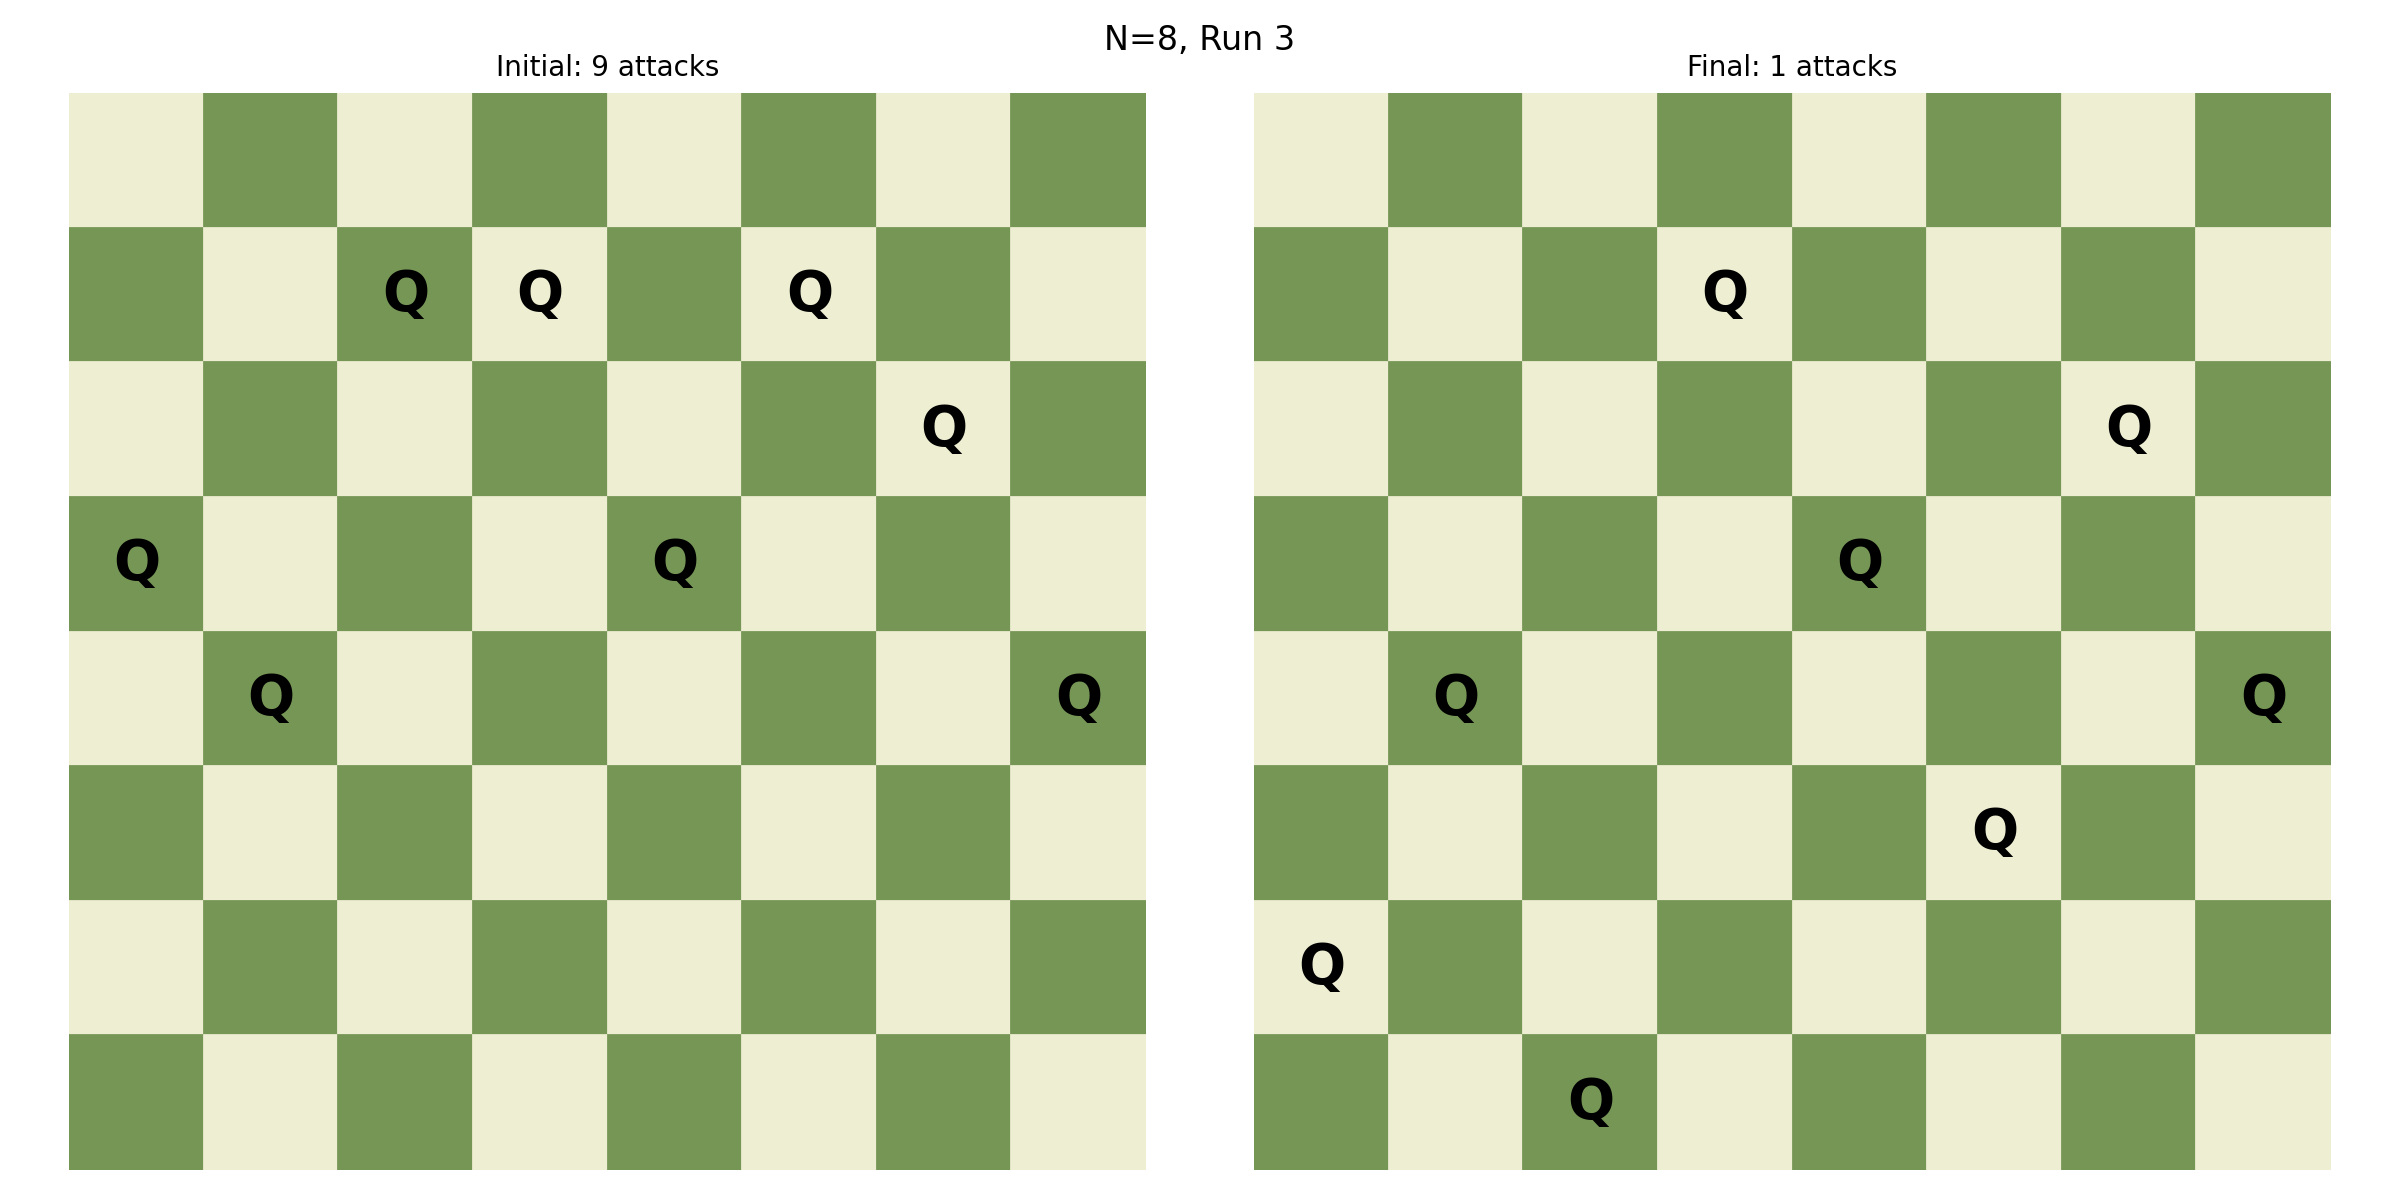 N=8, Run 3
Initial: 9 attacks
Q Q Q
Q
Q Q
Q Q
Final: 1 attacks
Q
Q
Q
Q Q
Q
Q
Q